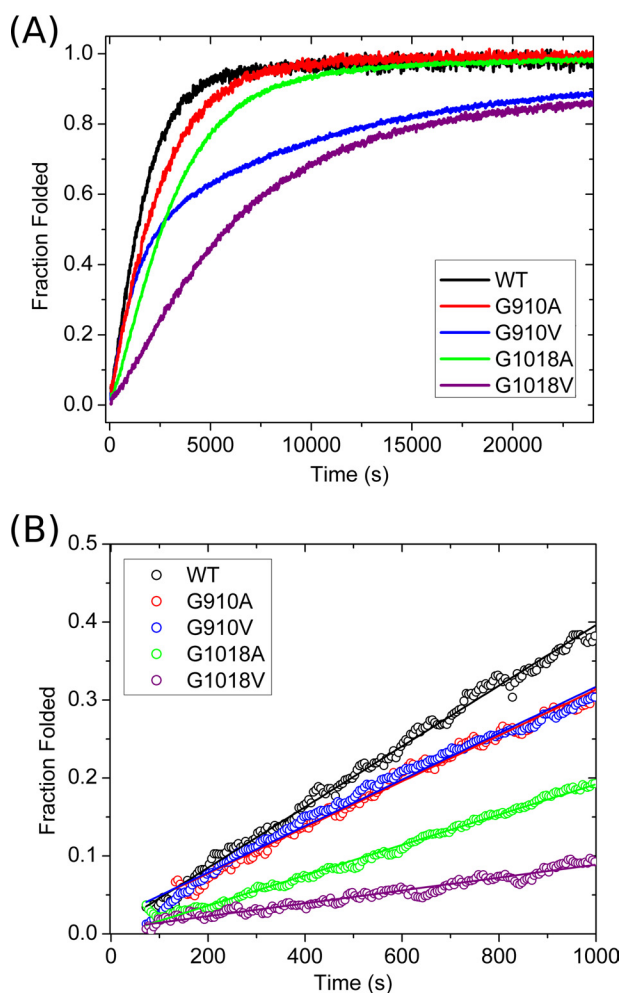 (A)
1.0
0.8
0.6
0.4
0.2
0.0
Fraction Folded
WT
G910A
G910V
G1018A
G1018V
0 5000 10000 15000 20000
Time (s)
(B)
0.5
0.4
0.3
0.2
0.1
0.0
Fraction Folded
WT
G910A
G910V
G1018A
G1018V
0 200 400 600 800 1000
Time (s)